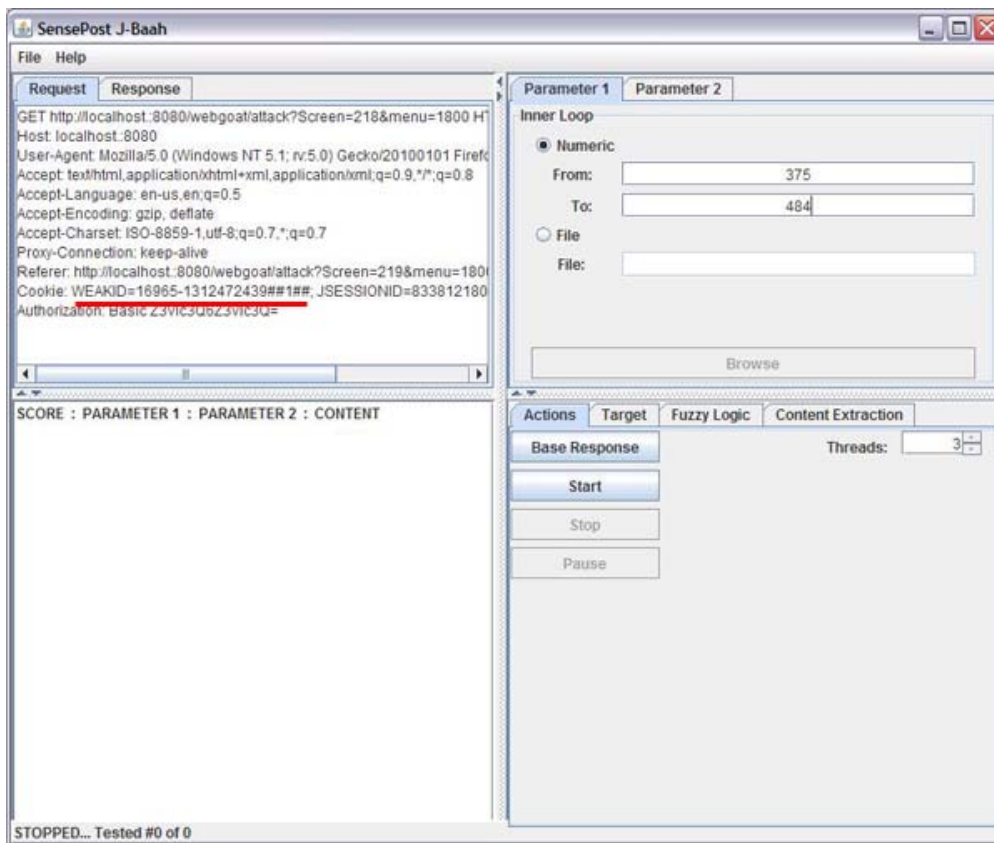 SensePost J-Baah
File Help
Request Response
GET http://localhost.:8080/webgoat/attack?Screen=218&menu=1800 HT
Host: localhost.:8080
User-Agent: Mozilla/5.0 (Windows NT 5.1; rv:5.0) Gecko/20100101 Firefo
Accept: text/html,application/xhtml+xml,application/xml;q=0.9,*/*;q=0.8
Accept-Language: en-us,en;q=0.5
Accept-Encoding: gzip, deflate
Accept-Charset: ISO-8859-1,utf-8;q=0.7,*;q=0.7
Proxy-Connection: keep-alive
Referer: http://localhost.:8080/webgoat/attack?Screen=219&menu=180
Cookie: WEAKID=16965-1312472439##1##; JSESSIONID=833812180
Authorization: Basic Z3Vlc3Q6Z3Vlc3Q=
Parameter 1 Parameter 2
Inner Loop
Numeric
From: 375
To: 484
File
File:
Browse
SCORE : PARAMETER 1 : PARAMETER 2 : CONTENT
Actions Target Fuzzy Logic Content Extraction
Base Response Threads: 3
Start
Stop
Pause
STOPPED... Tested #0 of 0